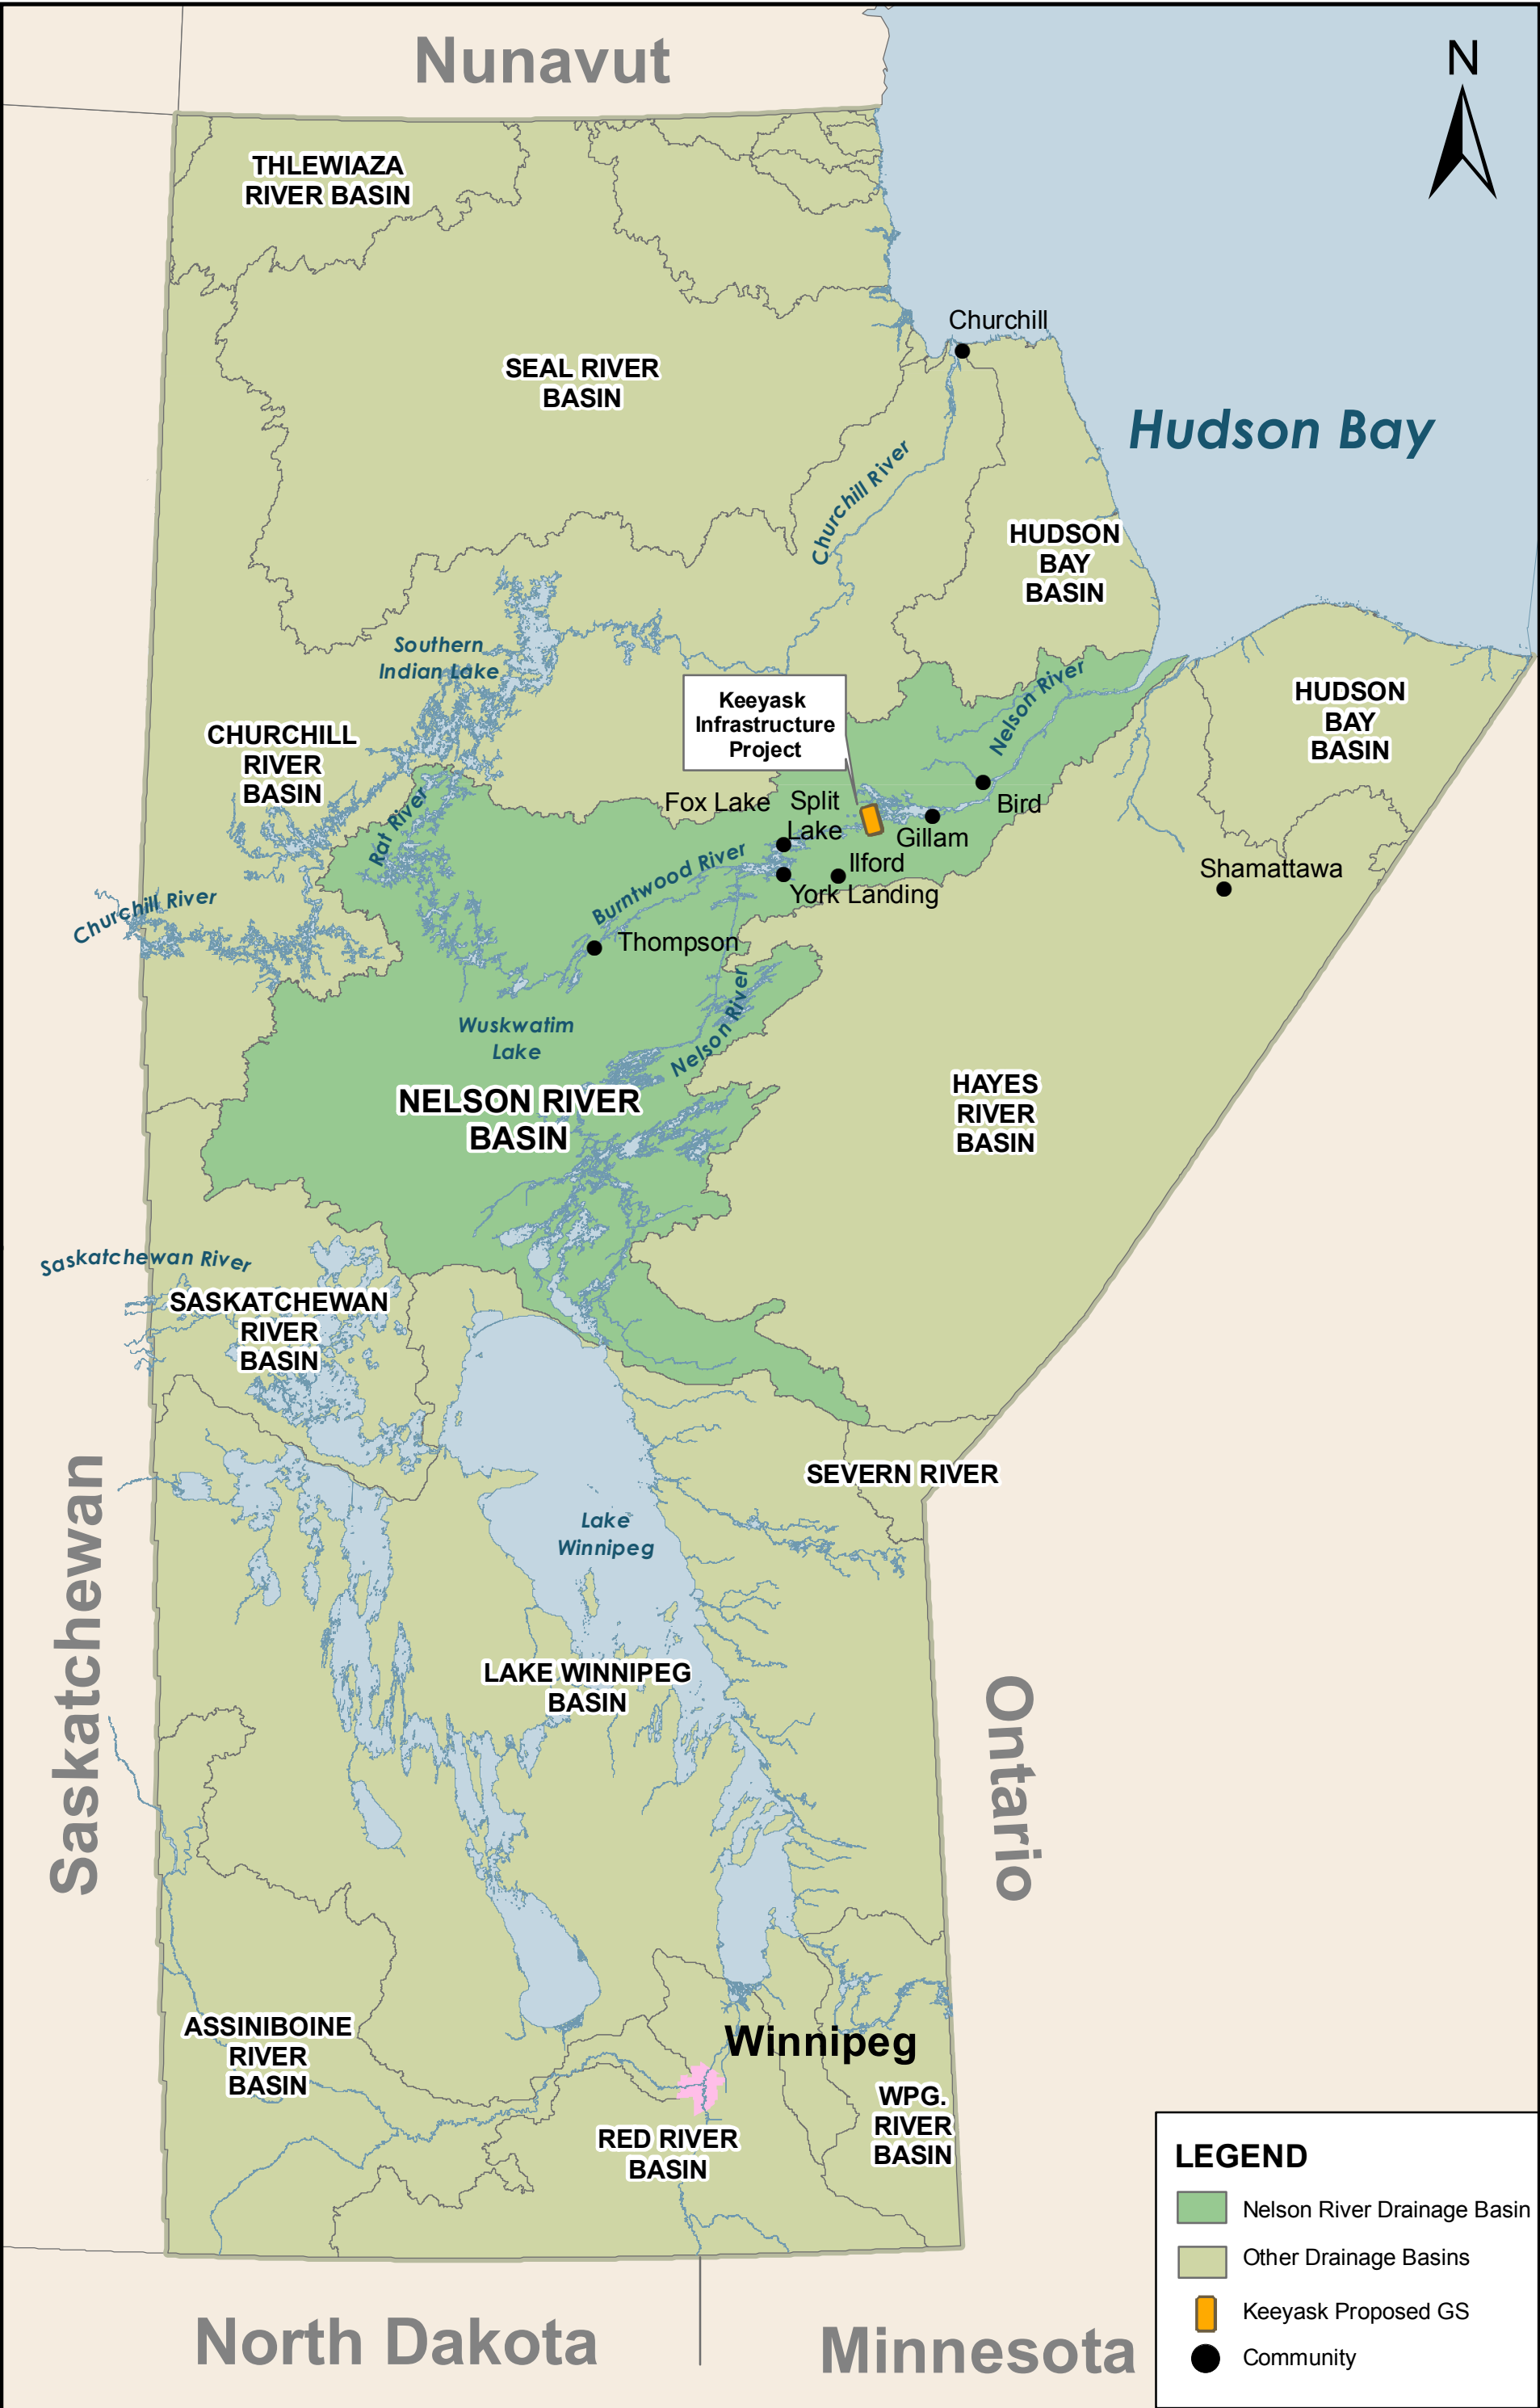 Nunavut
N
THLEWIAZA
RIVER BASIN
Churchill
SEAL RIVER
BASIN
Hudson Bay
Churchill River
HUDSON
BAY
BASIN
Southern
Indian Lake
Keeyask
Infrastructure
Project
Nelson River
HUDSON
BAY
BASIN
CHURCHILL
RIVER
BASIN
Rat River
Fox Lake
Split
Lake
Bird
Gillam
Ilford
York Landing
Burntwood River
Shamattawa
Churchill River
Thompson
Nelson River
Wuskwatim
Lake
NELSON RIVER
BASIN
HAYES
RIVER
BASIN
Saskatchewan River
SASKATCHEWAN
RIVER
BASIN
SEVERN RIVER
Lake
Winnipeg
Saskatchewan
LAKE WINNIPEG
BASIN
Ontario
ASSINIBOINE
RIVER
BASIN
Winnipeg
WPG.
RIVER
BASIN
RED RIVER
BASIN
North Dakota
Minnesota
LEGEND
Nelson River Drainage Basin
Other Drainage Basins
Keeyask Proposed GS
Community